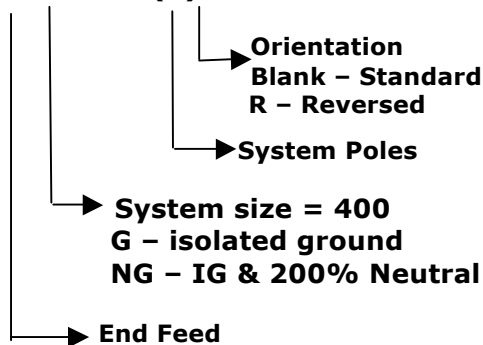 Orientation
Blank – Standard
R – Reversed
System Poles
System size = 400
G – isolated ground
NG – IG & 200% Neutral
End Feed